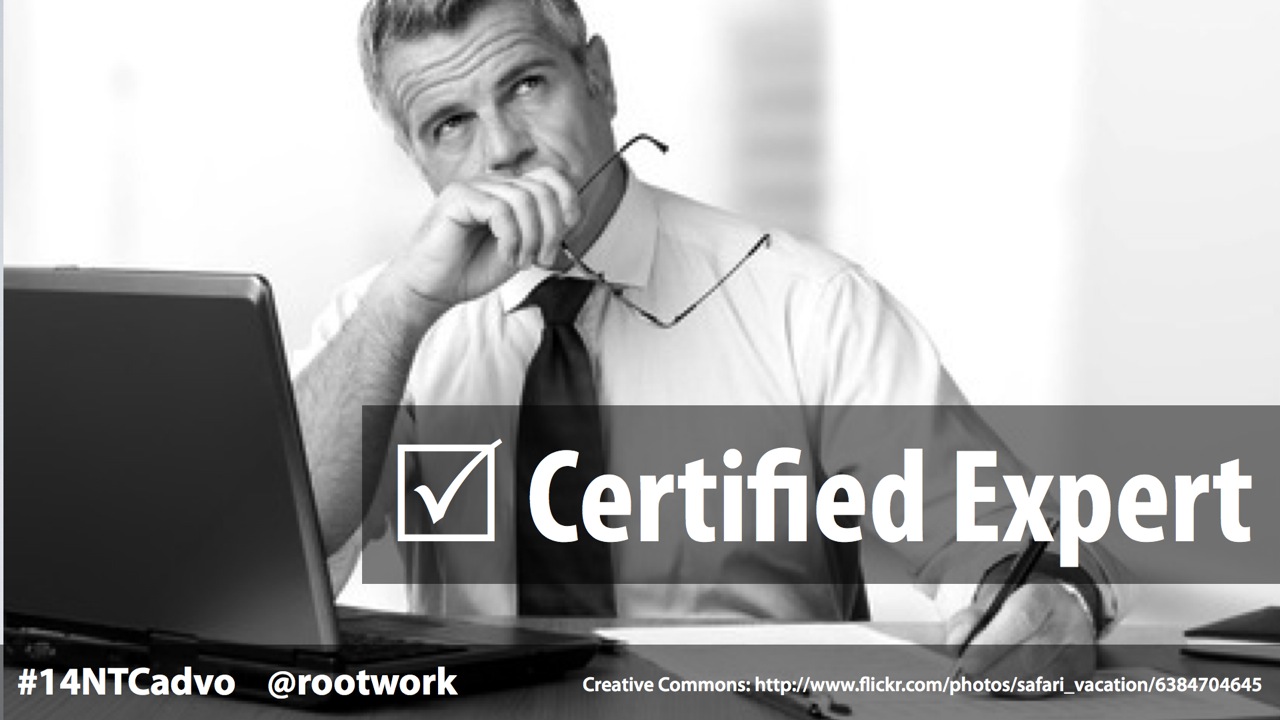 Certified Expert
#14NTCadvo @rootwork
Creative Commons: http://www.flickr.com/photos/safari_vacation/6384704645